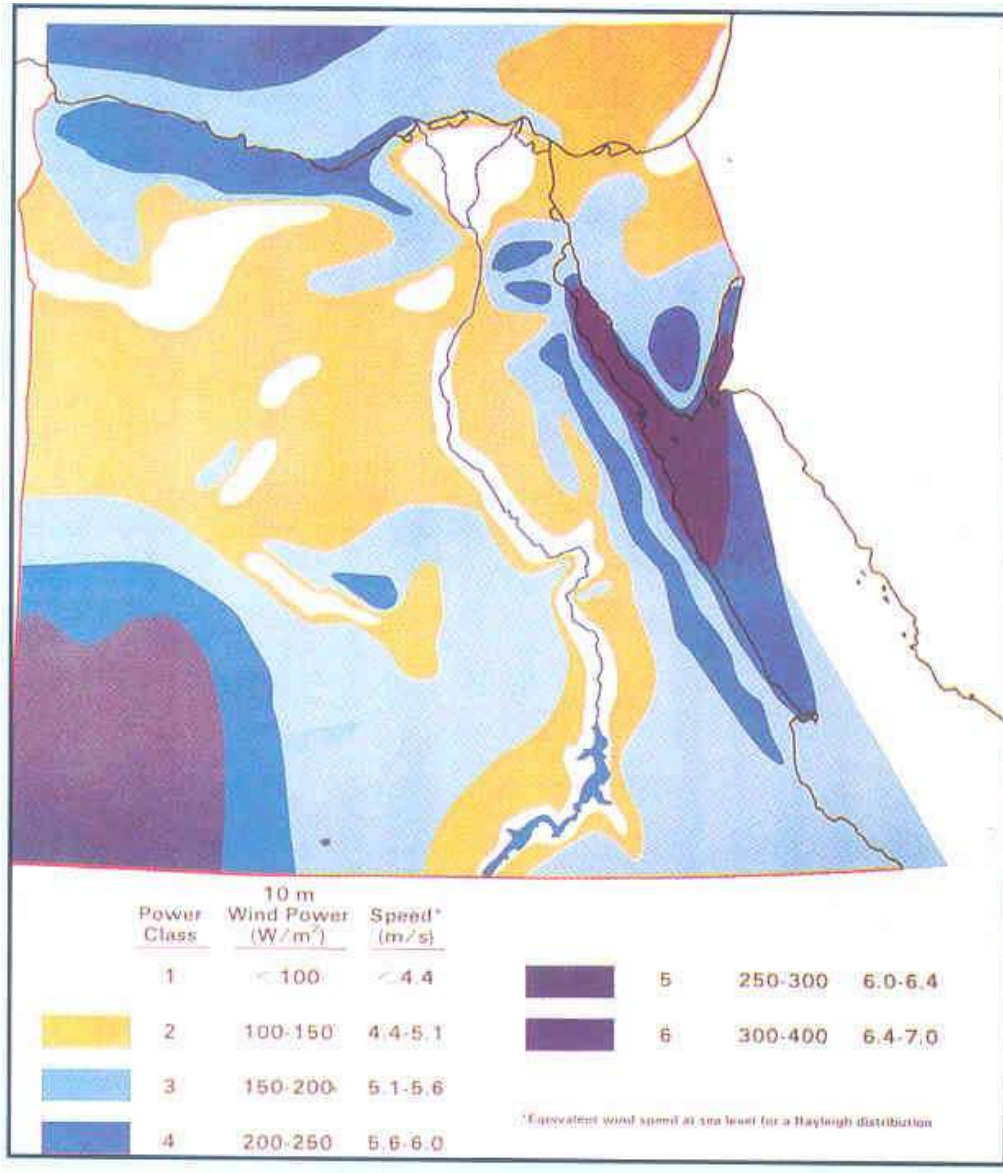 10 m
Power Wind Power Speed*
Class (W/m²) (m/s)
1 < 100 < 4.4
2 100-150 4.4-5.1
3 150-200 5.1-5.6
4 200-250 5.6-6.0
5 250-300 6.0-6.4
6 300-400 6.4-7.0
*Equivalent wind speed at sea level for a Rayleigh distribution